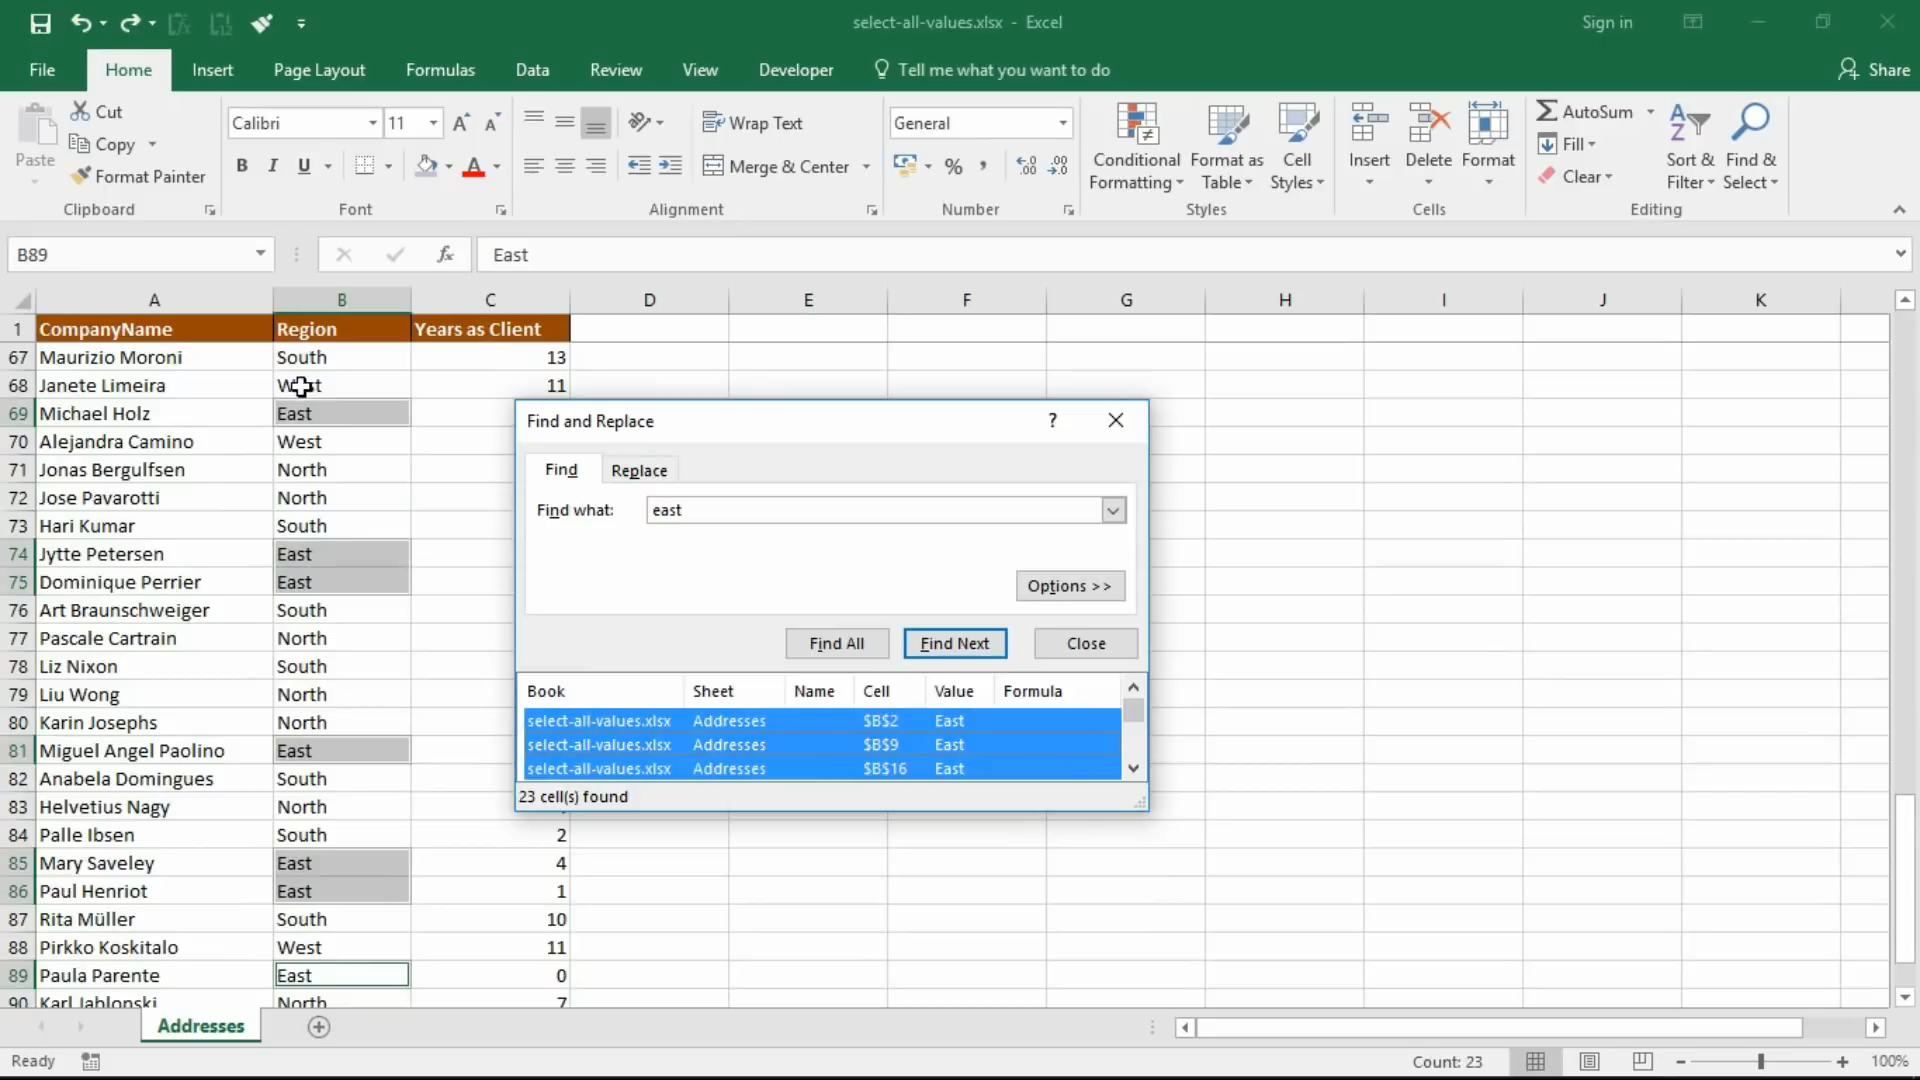 select-all-values.xlsx - Excel
Sign in
File Home Insert Page Layout Formulas Data Review View Developer Tell me what you want to do Share
Paste
Cut
Copy
Format Painter
Clipboard
Calibri 11
B I U A
Font
Wrap Text
Merge & Center
Alignment
General
%
Number
Conditional Formatting
Format as Table
Cell Styles
Styles
Insert Delete Format
Cells
AutoSum
Fill
Clear
Sort & Filter
Find & Select
Editing
B89 fx East
A B C D E F G H I J K
1 CompanyName Region Years as Client
67 Maurizio Moroni South 13
68 Janete Limeira West 11
69 Michael Holz East
70 Alejandra Camino West
71 Jonas Bergulfsen North
72 Jose Pavarotti North
73 Hari Kumar South
74 Jytte Petersen East
75 Dominique Perrier East
76 Art Braunschweiger South
77 Pascale Cartrain North
78 Liz Nixon South
79 Liu Wong North
80 Karin Josephs North
81 Miguel Angel Paolino East
82 Anabela Domingues South
83 Helvetius Nagy North
84 Palle Ibsen South 2
85 Mary Saveley East 4
86 Paul Henriot East 1
87 Rita Müller South 10
88 Pirkko Koskitalo West 11
89 Paula Parente East 0
90 Karl Jablonski North 7
Find and Replace ?
Find Replace
Find what: east
Options >>
Find All Find Next Close
Book Sheet Name Cell Value Formula
select-all-values.xlsx Addresses $B$2 East
select-all-values.xlsx Addresses $B$9 East
select-all-values.xlsx Addresses $B$16 East
23 cell(s) found
Addresses
Ready
Count: 23
100%